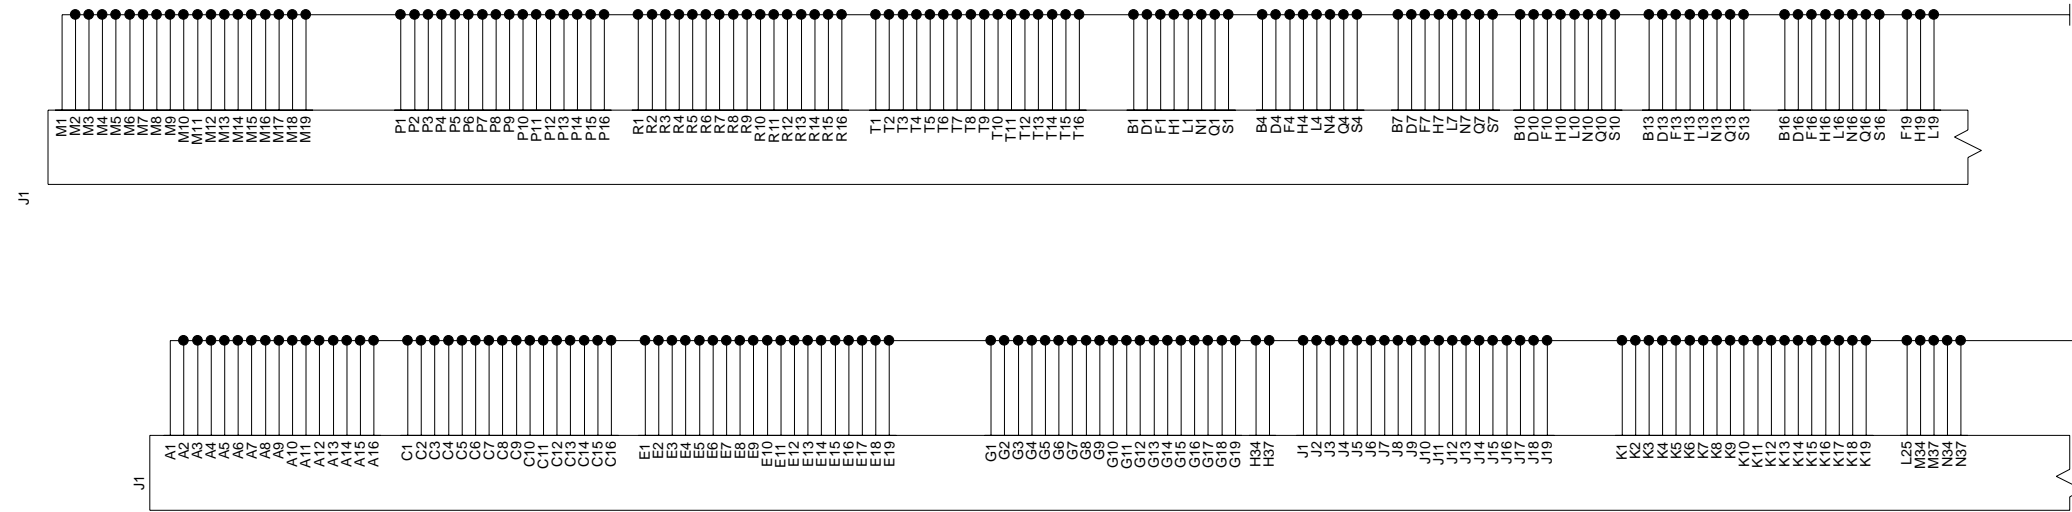 M1 M2 M3 M4 M5 M6 M7 M8 M9 M10 M11 M12 M13 M14 M15 M16 M17 M18 M19 P1 P2 P3 P4 P5 P6 P7 P8 P9 P10 P11 P12 P13 P14 P15 P16 R1 R2 R3 R4 R5 R6 R7 R8 R9 R10 R11 R12 R13 R14 R15 R16 T1 T2 T3 T4 T5 T6 T7 T8 T9 T10 T11 T12 T13 T14 T15 T16 B1 D1 F1 H1 L1 N1 Q1 S1 B4 D4 F4 H4 L4 N4 Q4 S4 B7 D7 F7 H7 L7 N7 Q7 S7 B10 D10 F10 H10 L10 N10 Q10 S10 B13 D13 F13 H13 L13 N13 Q13 S13 B16 D16 F16 H16 L16 N16 Q16 S16 F19 H19 L19
J1
A1 A2 A3 A4 A5 A6 A7 A8 A9 A10 A11 A12 A13 A14 A15 A16 C1 C2 C3 C4 C5 C6 C7 C8 C9 C10 C11 C12 C13 C14 C15 C16 E1 E2 E3 E4 E5 E6 E7 E8 E9 E10 E11 E12 E13 E14 E15 E16 E17 E18 E19 G1 G2 G3 G4 G5 G6 G7 G8 G9 G10 G11 G12 G13 G14 G15 G16 G17 G18 G19 H34 H37 J1 J2 J3 J4 J5 J6 J7 J8 J9 J10 J11 J12 J13 J14 J15 J16 J17 J18 J19 K1 K2 K3 K4 K5 K6 K7 K8 K9 K10 K11 K12 K13 K14 K15 K16 K17 K18 K19 L25 M34 M37 N34 N37
J1